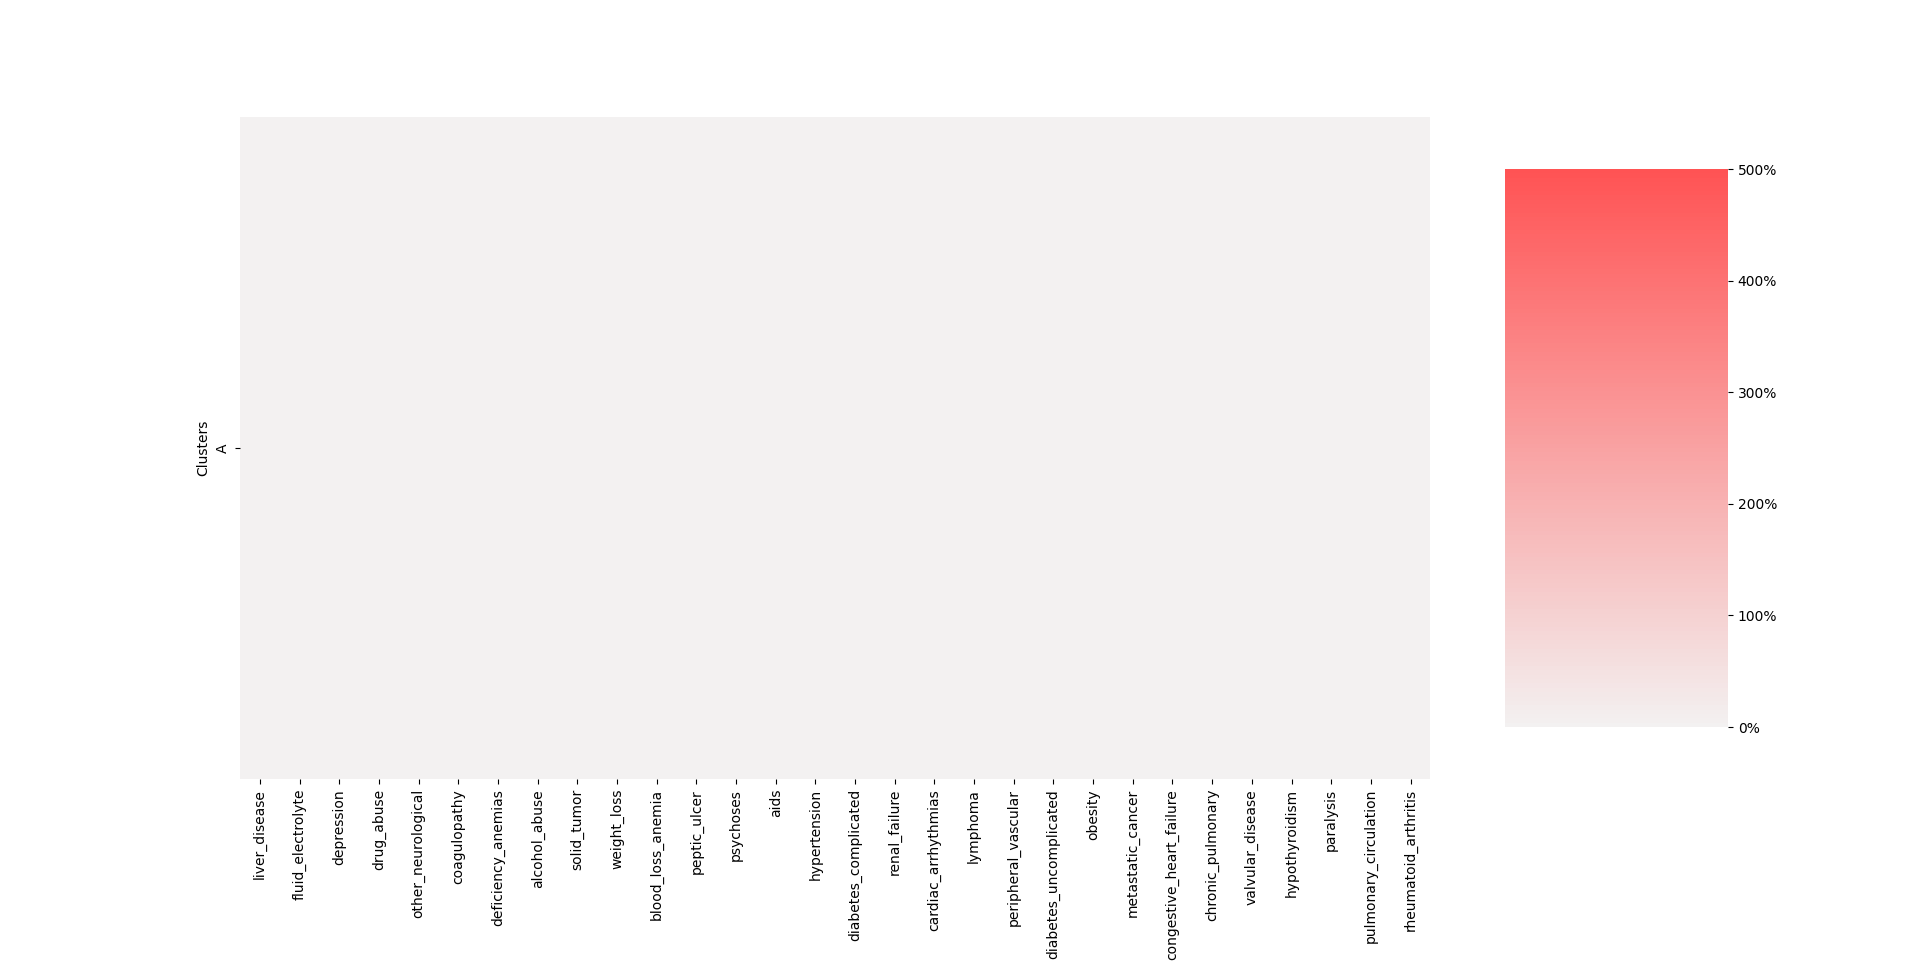 Clusters
A
liver_disease
fluid_electrolyte
depression
drug_abuse
other_neurological
coagulopathy
deficiency_anemias
alcohol_abuse
solid_tumor
weight_loss
blood_loss_anemia
peptic_ulcer
psychoses
aids
hypertension
diabetes_complicated
renal_failure
cardiac_arrhythmias
lymphoma
peripheral_vascular
diabetes_uncomplicated
obesity
metastatic_cancer
congestive_heart_failure
chronic_pulmonary
valvular_disease
hypothyroidism
paralysis
pulmonary_circulation
rheumatoid_arthritis
500%
400%
300%
200%
100%
0%